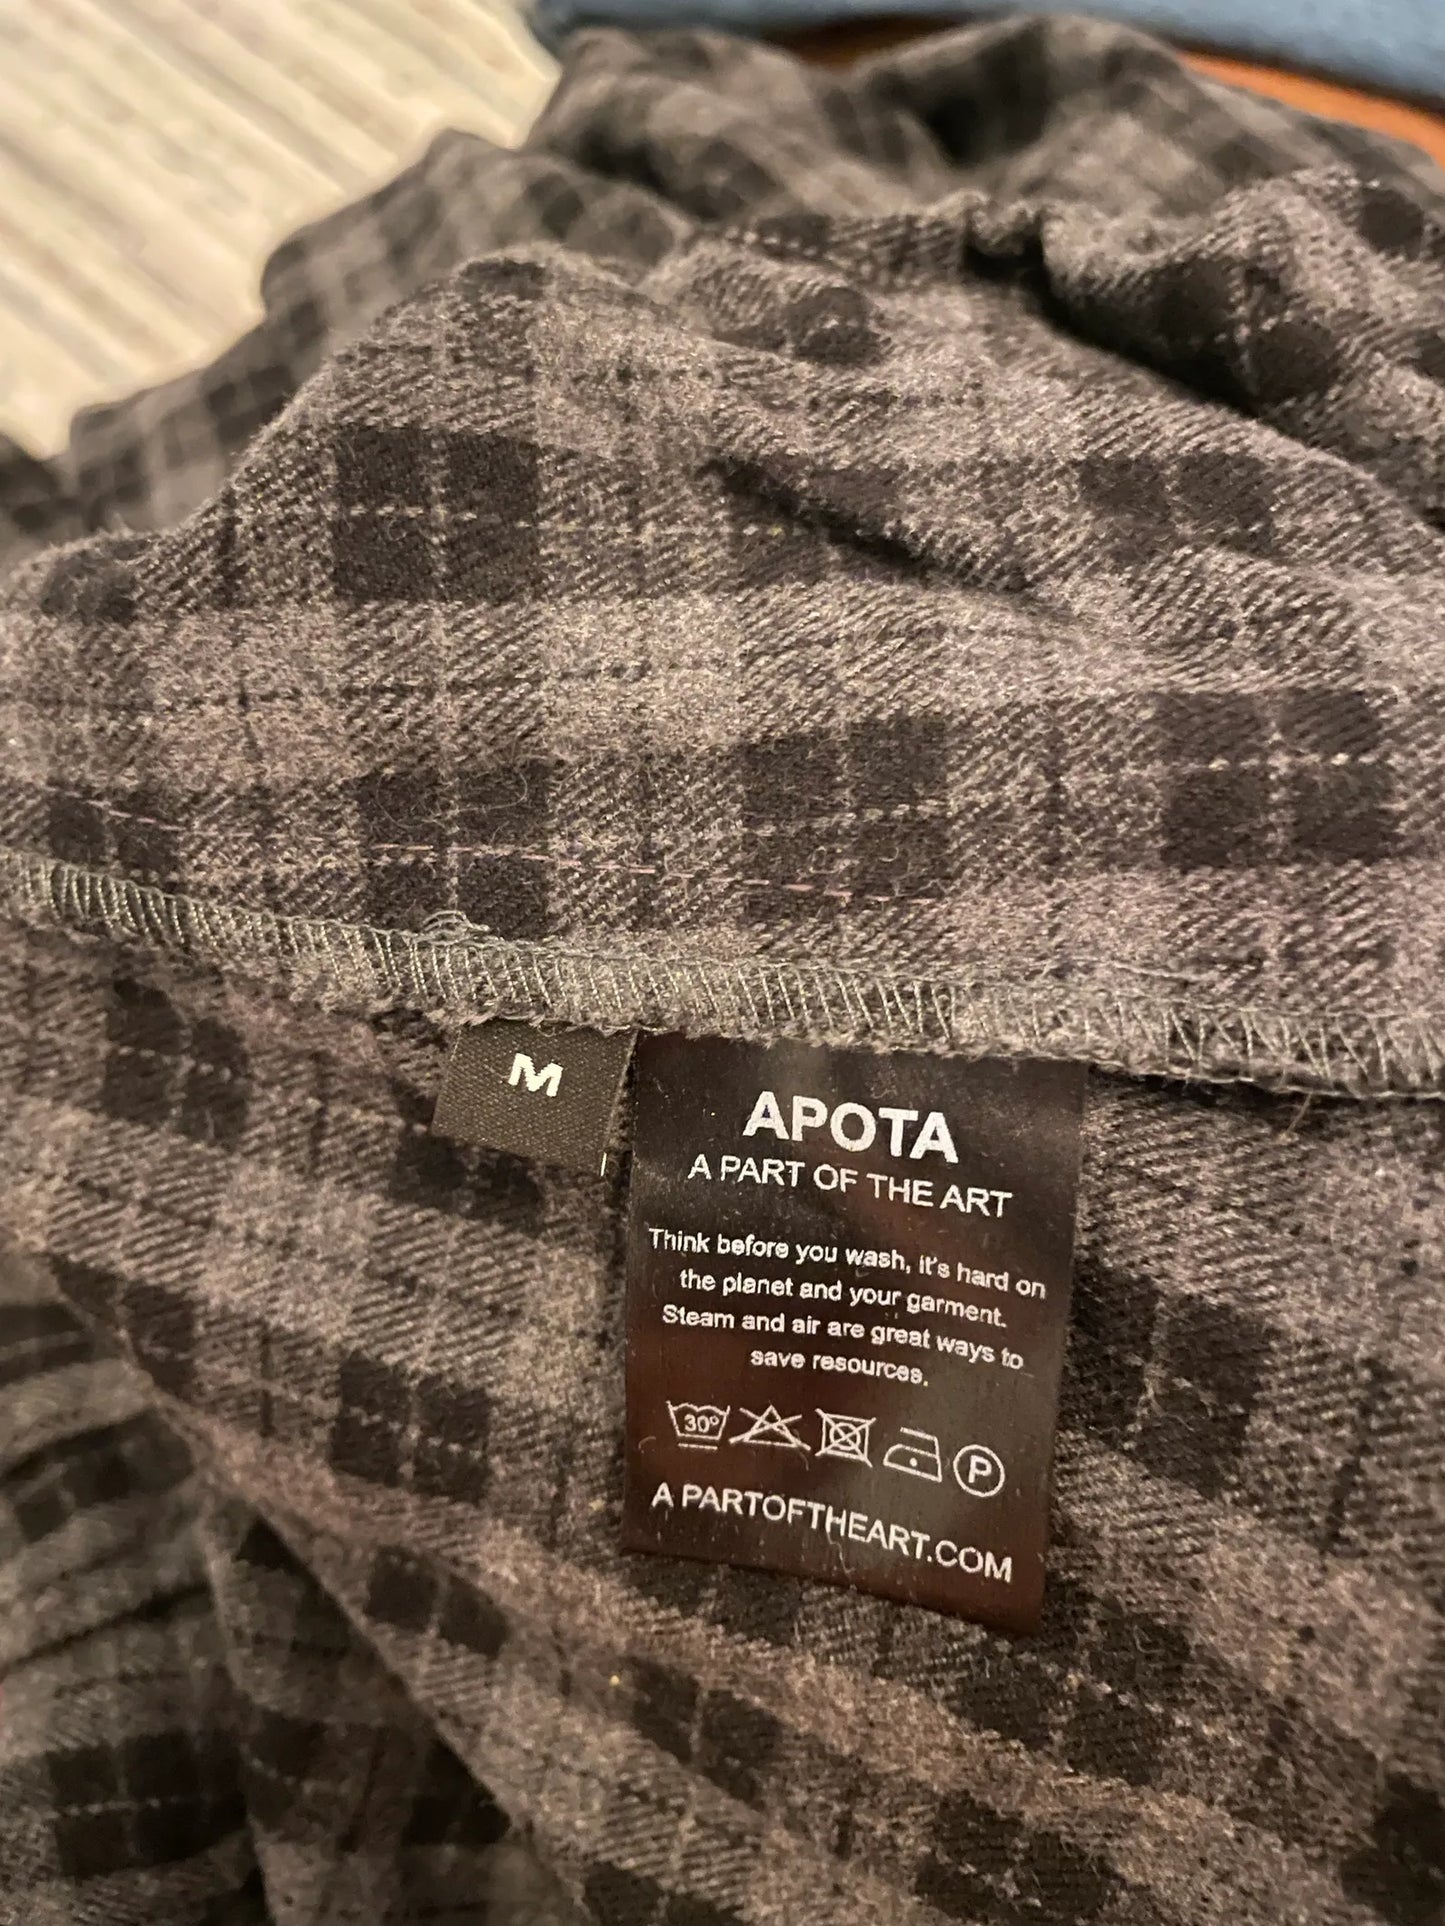 M
APOTA
A PART OF THE ART
Think before you wash, it's hard on
the planet and your garment.
Steam and air are great ways to
save resources.
30° P
A PARTOFTHEART.COM